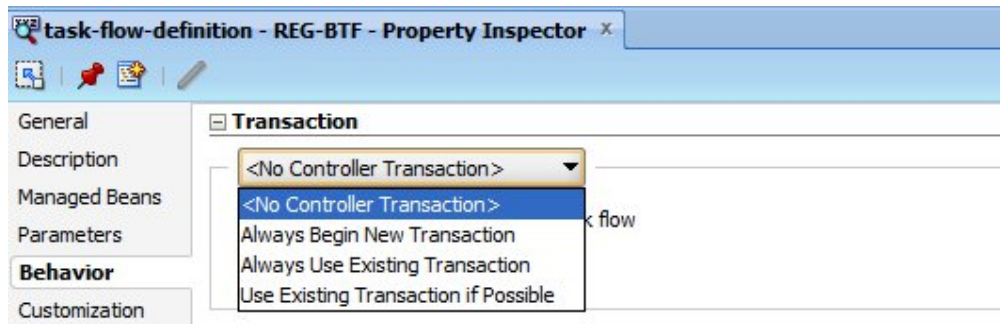 task-flow-definition - REG-BTF - Property Inspector
General
Description
Managed Beans
Parameters
Behavior
Customization
Transaction
<No Controller Transaction>
<No Controller Transaction>
Always Begin New Transaction
Always Use Existing Transaction
Use Existing Transaction if Possible
flow